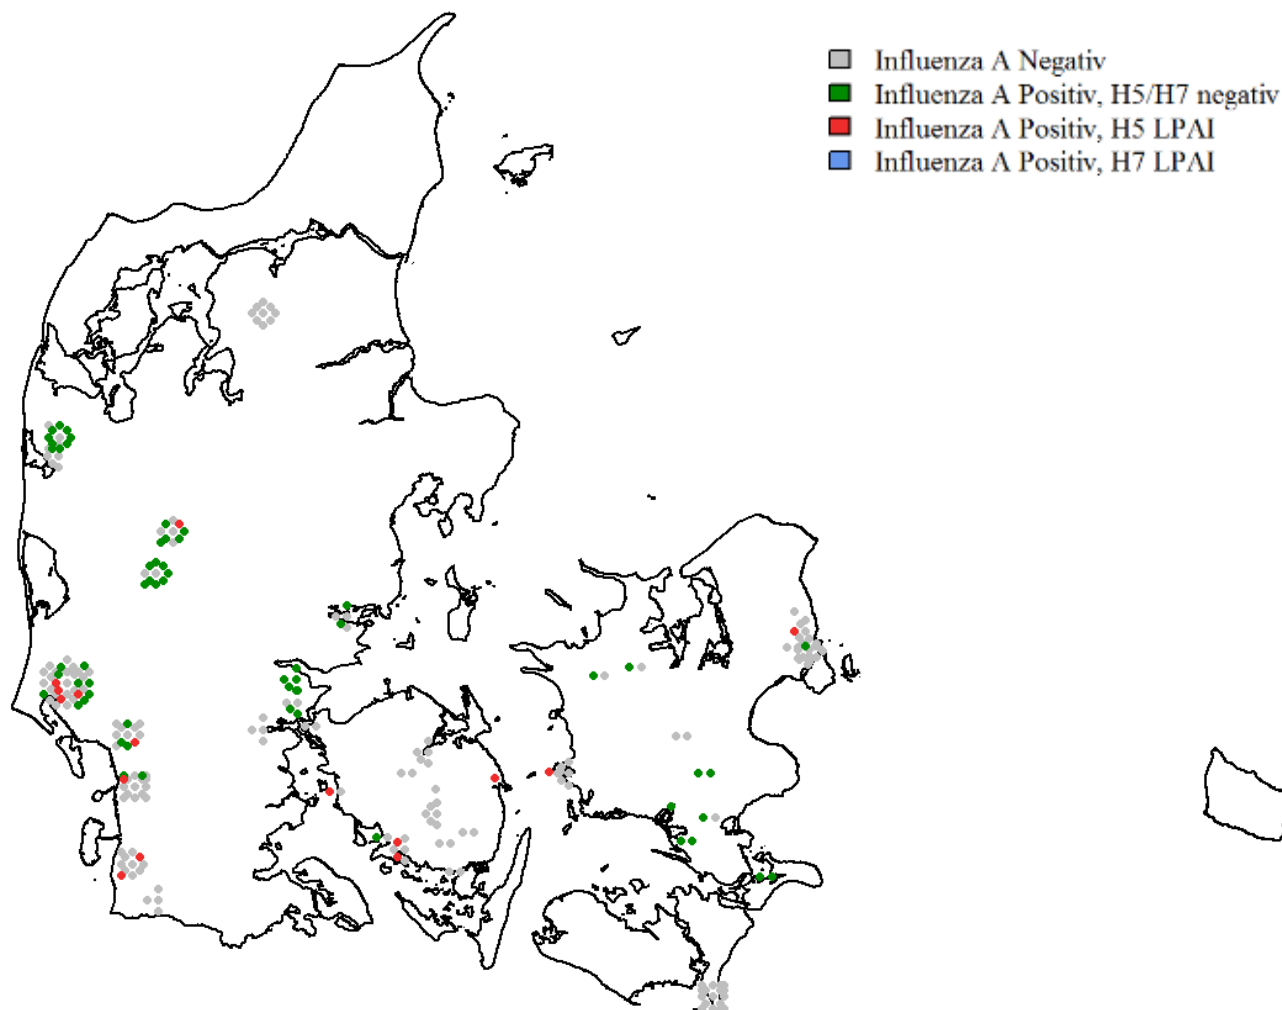 Influenza A Negativ
Influenza A Positiv, H5/H7 negativ
Influenza A Positiv, H5 LPAI
Influenza A Positiv, H7 LPAI